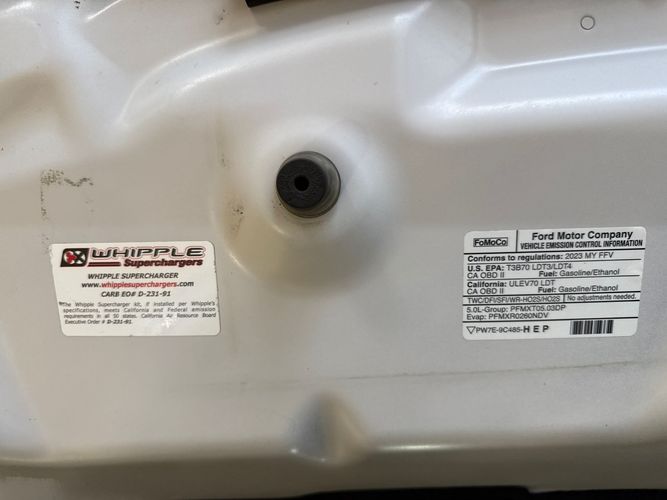 WHIPPLE
Superchargers
WHIPPLE SUPERCHARGER
www.whipplesuperchargers.com
CARB EO# D-231-91
The Whipple Supercharger kit, if installed per Whipple's
specifications, meets California and Federal emission
requirements in all 50 states. California Air Resource Board
Executive Order # D-231-91.
FoMoCo Ford Motor Company
VEHICLE EMISSION CONTROL INFORMATION
Conforms to regulations: 2023 MY FFV
U.S. EPA: T3B70 LDT3/LDT4
CA OBD II Fuel: Gasoline/Ethanol
California: ULEV70 LDT
CA OBD II Fuel: Gasoline/Ethanol
TWC/DFI/SFI/WR-HO2S/HO2S No adjustments needed.
5.0L-Group: PFMXT05.03DP
Evap: PFMXR0260NDV
PW7E-9C485-HEP